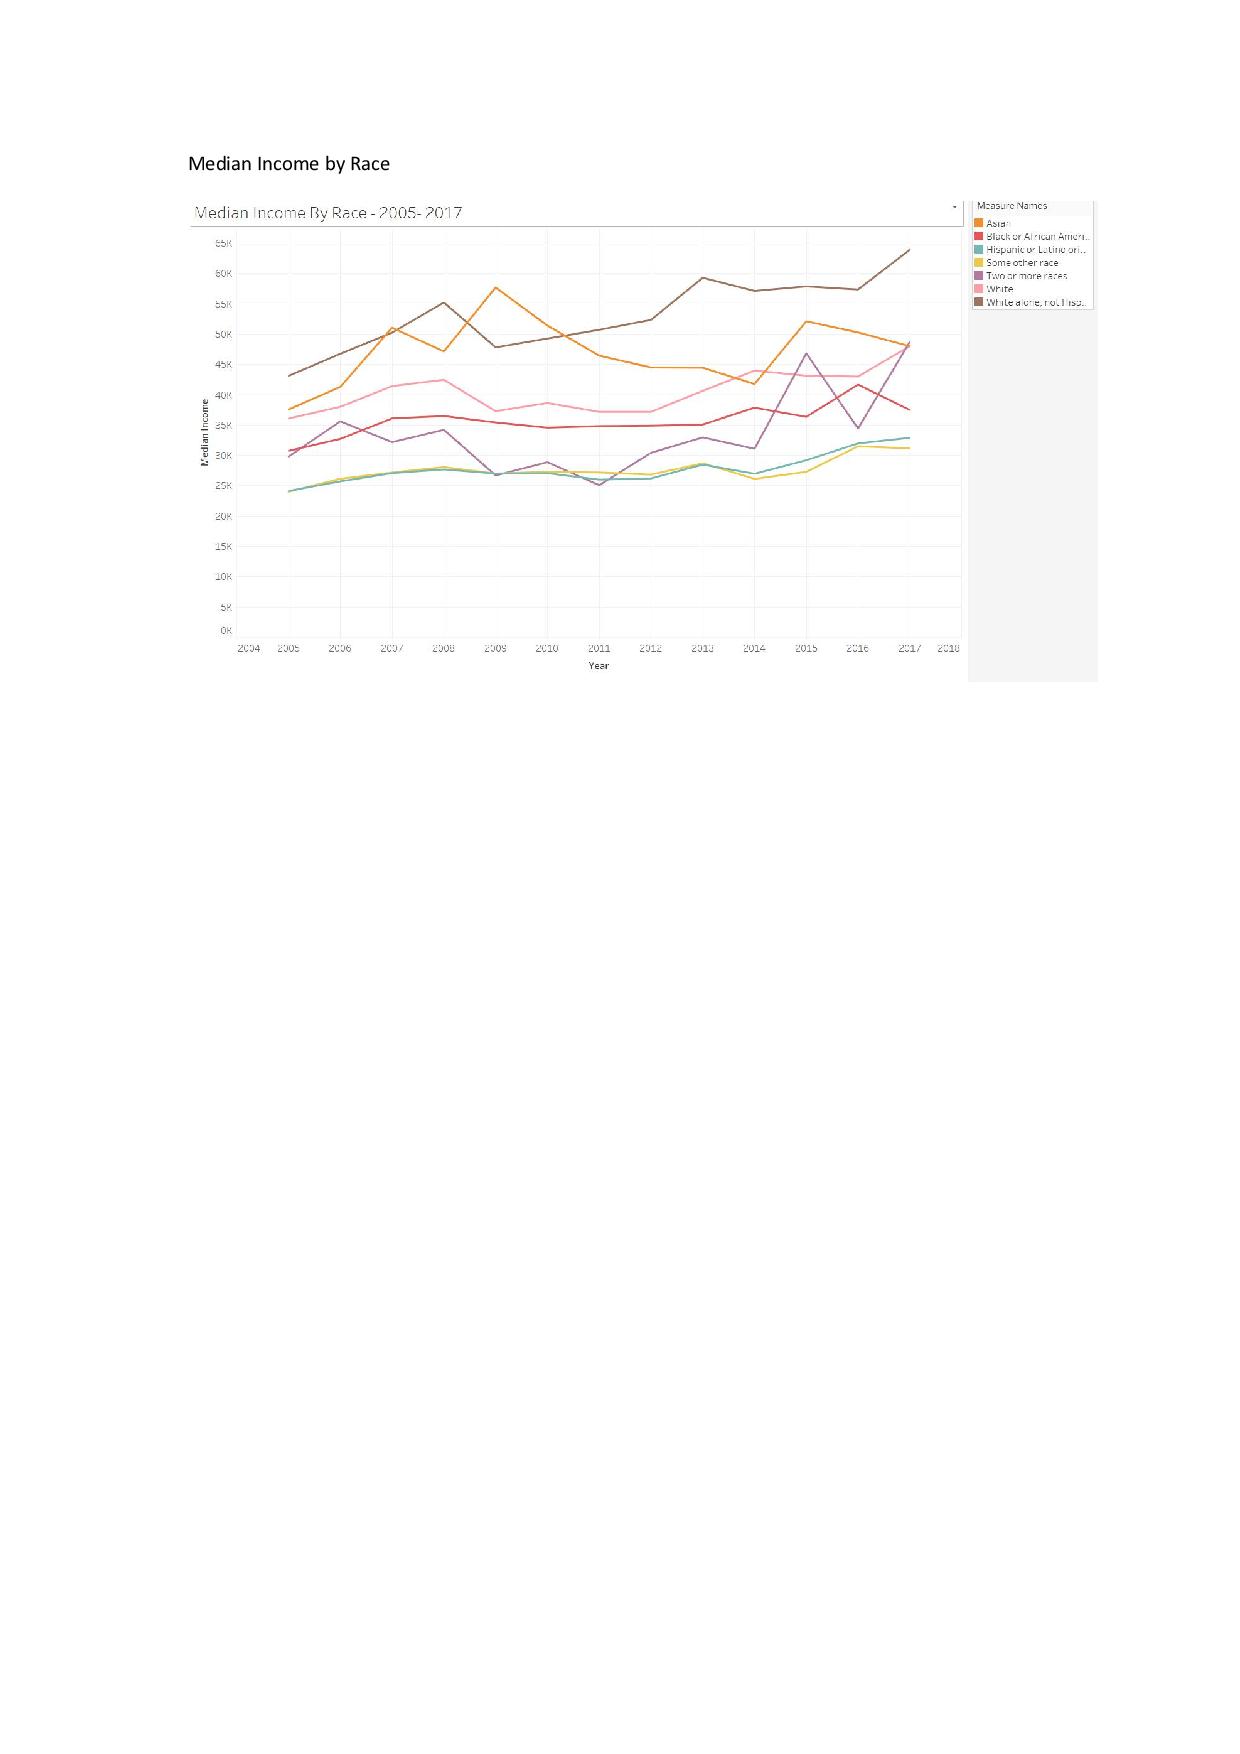 Median Income by Race
Median Income By Race - 2005- 2017
Measure Names
Asian
Black or African Ameri..
Hispanic or Latino ori...
Some other race
Two or more races
White
White alone, not Hisp..
65K
60K
55K
50K
45K
40K
35K
30K
25K
20K
15K
10K
5K
0K
Median Income
2004 2005 2006 2007 2008 2009 2010 2011 2012 2013 2014 2015 2016 2017 2018
Year